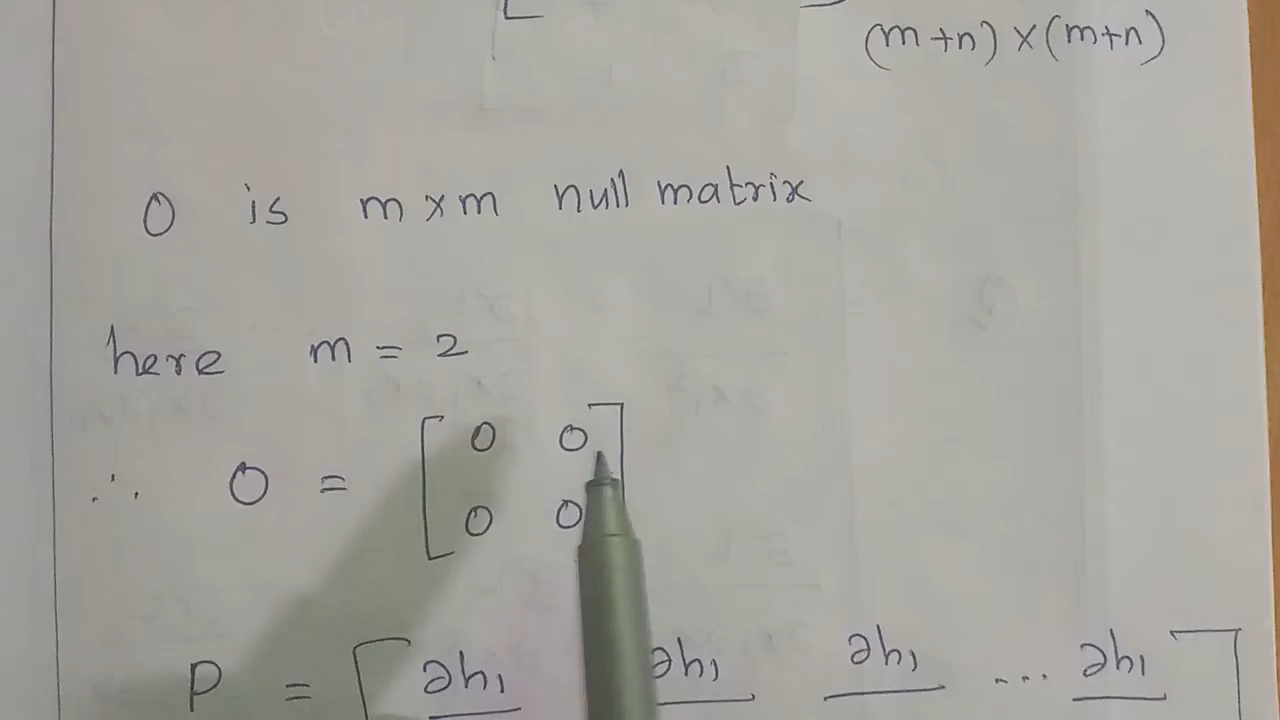 (m+n) × (m+n)
O is m×m null matrix
here m = 2
∴ O = [ 0 0
0 0 ]
P = [ ∂h₁ ∂h₁ ∂h₁ ... ∂h₁ ]